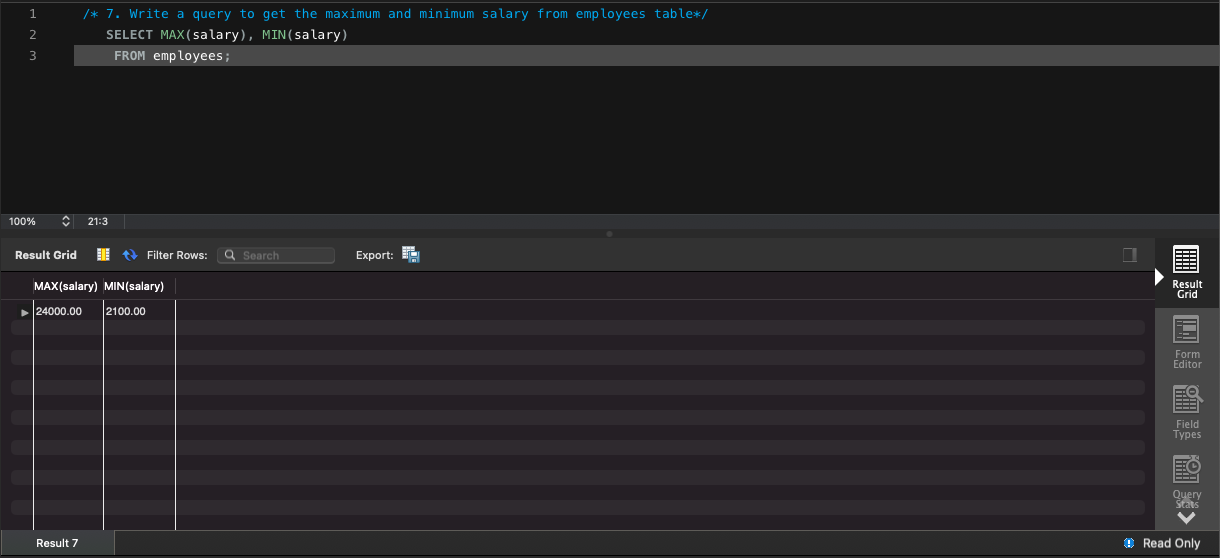 1 /* 7. Write a query to get the maximum and minimum salary from employees table*/
2 SELECT MAX(salary), MIN(salary)
3 FROM employees;
100% 21:3
Result Grid Filter Rows: Search Export:
MAX(salary) MIN(salary)
24000.00 2100.00
Result
Grid
Form
Editor
Field
Types
Query
Stats
Result 7 Read Only